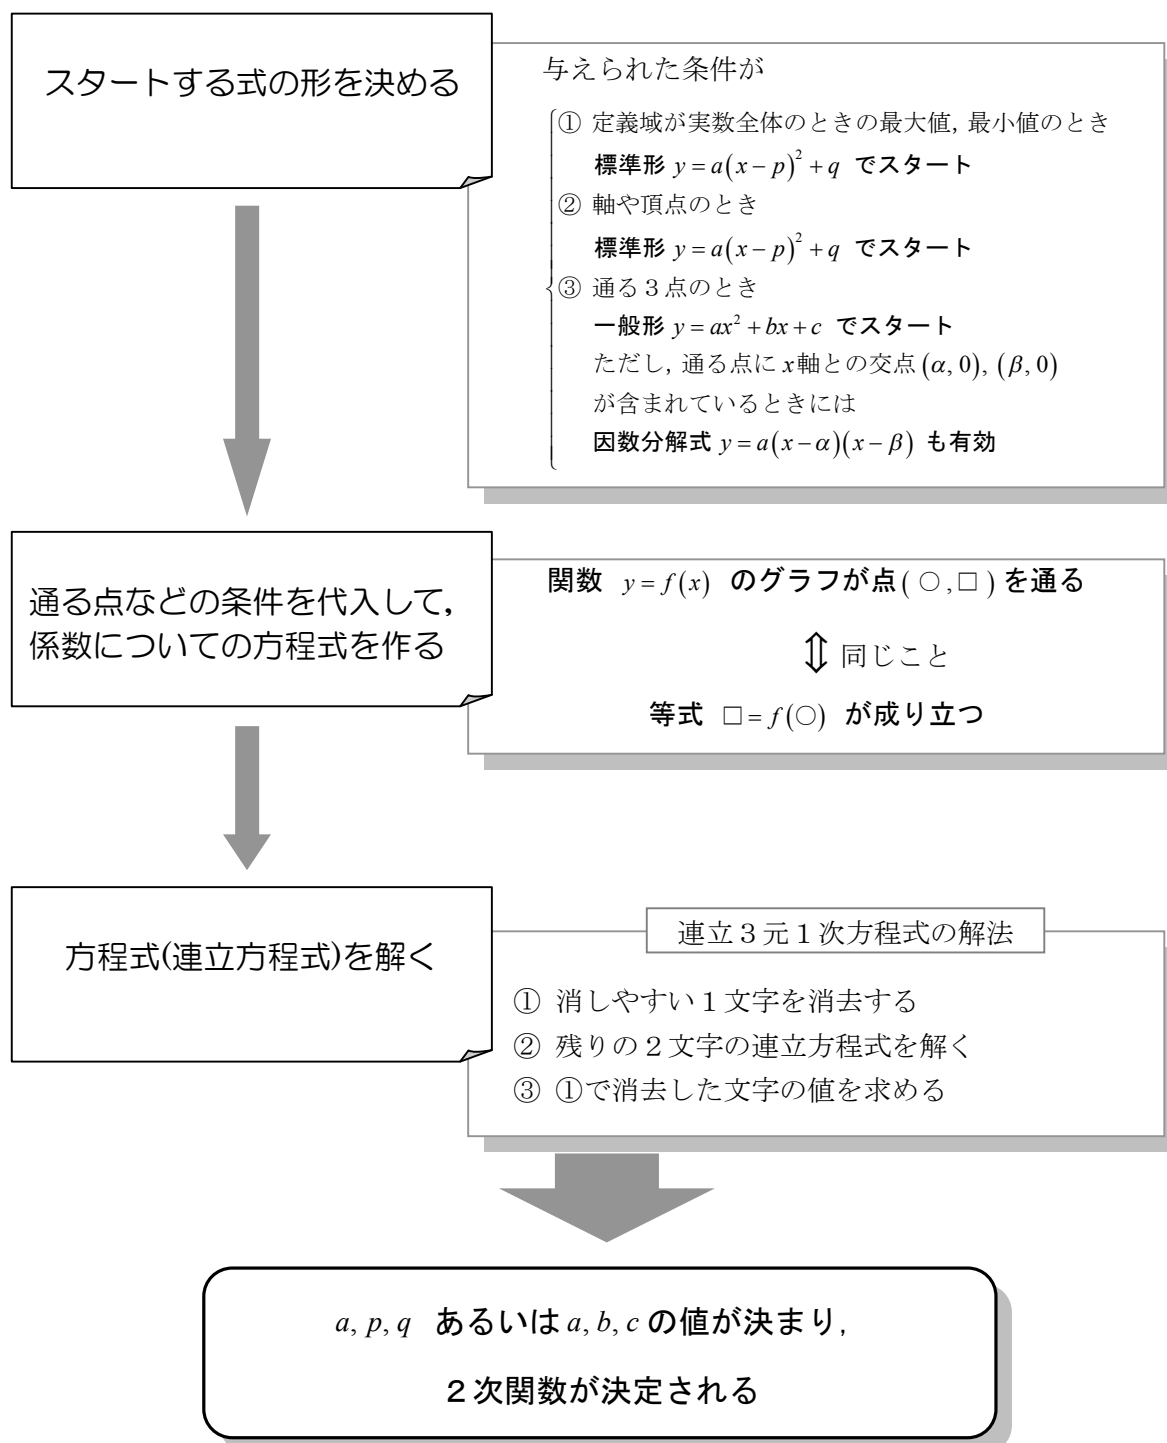 スタートする式の形を決める
与えられた条件が
① 定義域が実数全体のときの最大値, 最小値のとき
標準形 y = a(x − p)² + q でスタート
② 軸や頂点のとき
標準形 y = a(x − p)² + q でスタート
③ 通る3点のとき
一般形 y = ax² + bx + c でスタート
ただし, 通る点に x軸との交点 (α, 0), (β, 0)
が含まれているときには
因数分解式 y = a(x − α)(x − β) も有効
通る点などの条件を代入して,
係数についての方程式を作る
関数 y = f(x) のグラフが点(○,□)を通る
⇕ 同じこと
等式 □ = f(○) が成り立つ
方程式(連立方程式)を解く
連立3元1次方程式の解法
① 消しやすい1文字を消去する
② 残りの2文字の連立方程式を解く
③ ①で消去した文字の値を求める
a, p, q あるいは a, b, c の値が決まり,
2次関数が決定される